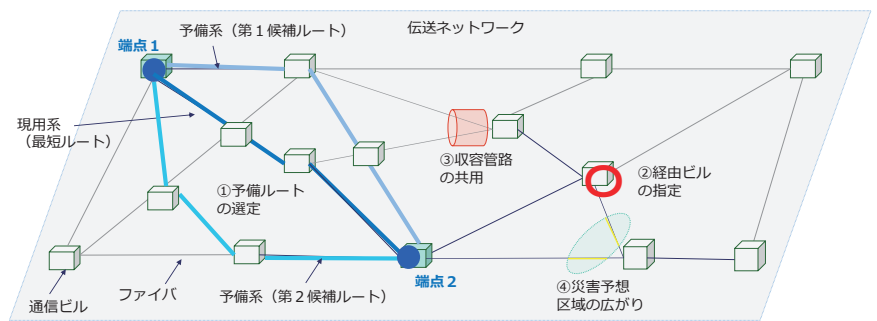 予備系（第１候補ルート）
伝送ネットワーク
端点１
現用系
（最短ルート）
③収容管路
の共用
①予備ルート
の選定
②経由ビル
の指定
通信ビル
ファイバ
予備系（第２候補ルート）
端点２
④災害予想
区域の広がり